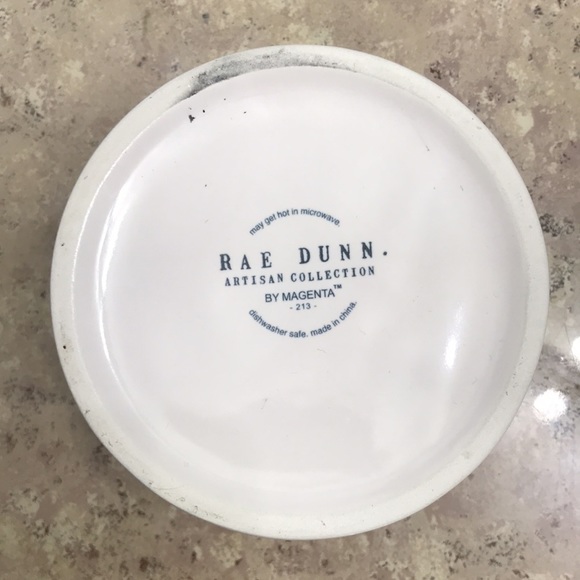 may get hot in microwave.
RAE DUNN.
ARTISAN COLLECTION
BY MAGENTA™
- 213 -
dishwasher safe. made in china.